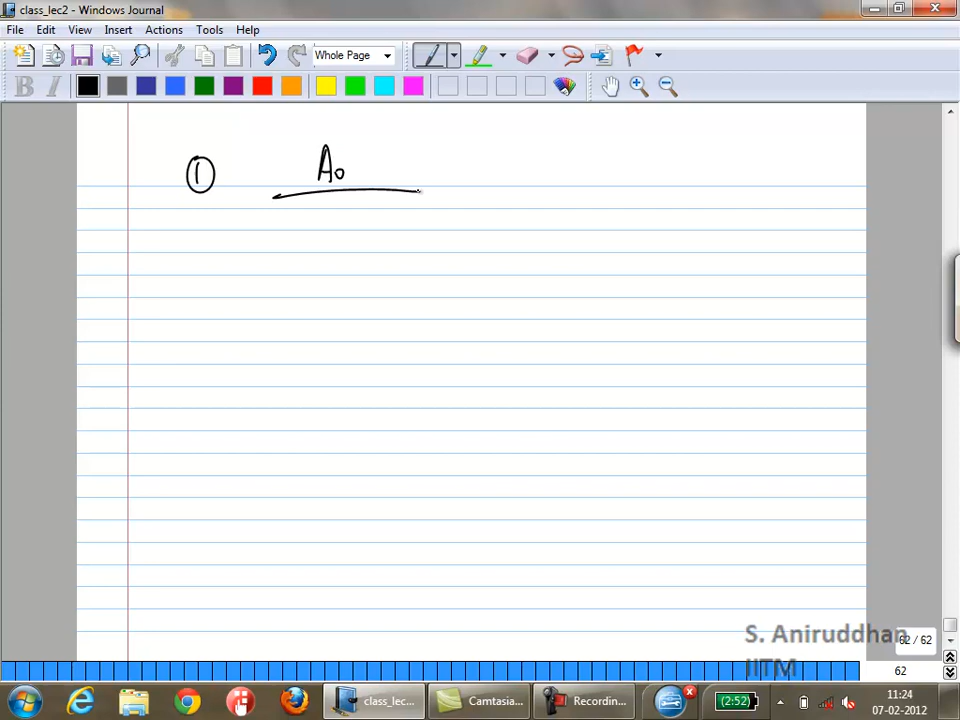 class_lec2 - Windows Journal
File Edit View Insert Actions Tools Help
Whole Page
B I
① A₀
S. Aniruddhan
IITM
62 / 62
62
class_lec... Camtasia... Recordin... 2:52 11:24
07-02-2012